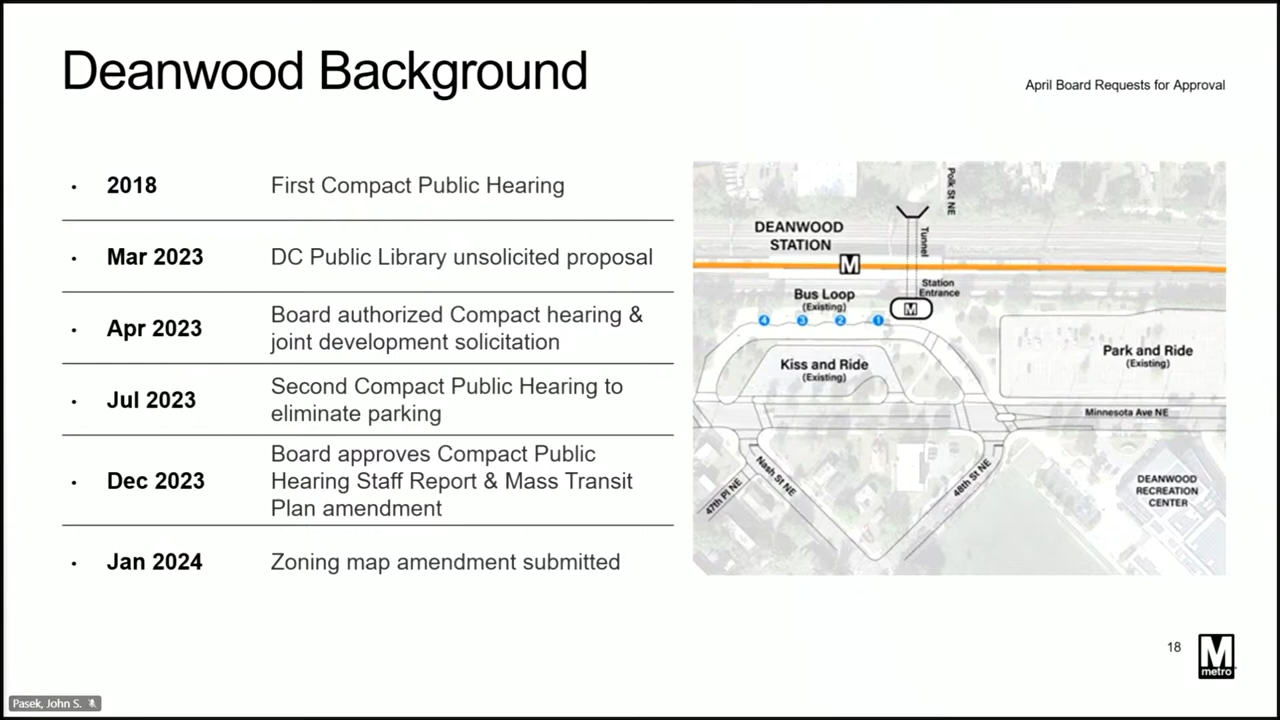 Deanwood Background
April Board Requests for Approval
• 2018 First Compact Public Hearing
• Mar 2023 DC Public Library unsolicited proposal
• Apr 2023 Board authorized Compact hearing &
joint development solicitation
• Jul 2023 Second Compact Public Hearing to
eliminate parking
• Dec 2023 Board approves Compact Public
Hearing Staff Report & Mass Transit
Plan amendment
• Jan 2024 Zoning map amendment submitted
Polk St NE
DEANWOOD
STATION
M
Tunnel
Station
Entrance
M
Bus Loop
(Existing)
4 3 2 1
Kiss and Ride
(Existing)
Park and Ride
(Existing)
Minnesota Ave NE
47th Pl NE
Nash St NE
48th St NE
DEANWOOD
RECREATION
CENTER
18
M
metro
Pasek, John S.